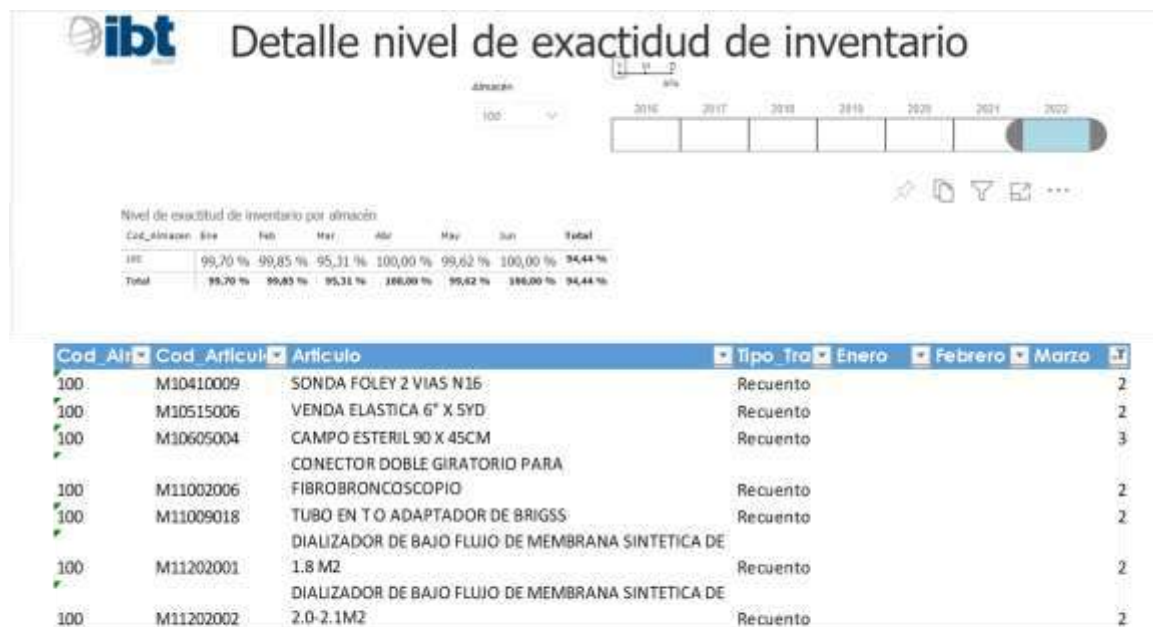 ibt
Detalle nivel de exactidud de inventario
Almacén
100
Año
2016 2017 2018 2019 2020 2021 2022
Nivel de exactitud de inventario por almacén
Cod_Almacen Ene Feb Mar Abr May Jun Total
100 99,70 % 99,85 % 95,31 % 100,00 % 99,62 % 100,00 % 94,44 %
Total 99,70 % 99,85 % 95,31 % 100,00 % 99,62 % 100,00 % 94,44 %
Cod_Alm Cod_Articul Articulo Tipo_Tra Enero Febrero Marzo
100 M10410009 SONDA FOLEY 2 VIAS N16 Recuento 2
100 M10515006 VENDA ELASTICA 6" X 5YD Recuento 2
100 M10605004 CAMPO ESTERIL 90 X 45CM Recuento 3
CONECTOR DOBLE GIRATORIO PARA
100 M11002006 FIBROBRONCOSCOPIO Recuento 2
100 M11009018 TUBO EN T O ADAPTADOR DE BRIGSS Recuento 2
DIALIZADOR DE BAJO FLUJO DE MEMBRANA SINTETICA DE
100 M11202001 1.8 M2 Recuento 2
DIALIZADOR DE BAJO FLUJO DE MEMBRANA SINTETICA DE
100 M11202002 2.0-2.1M2 Recuento 2